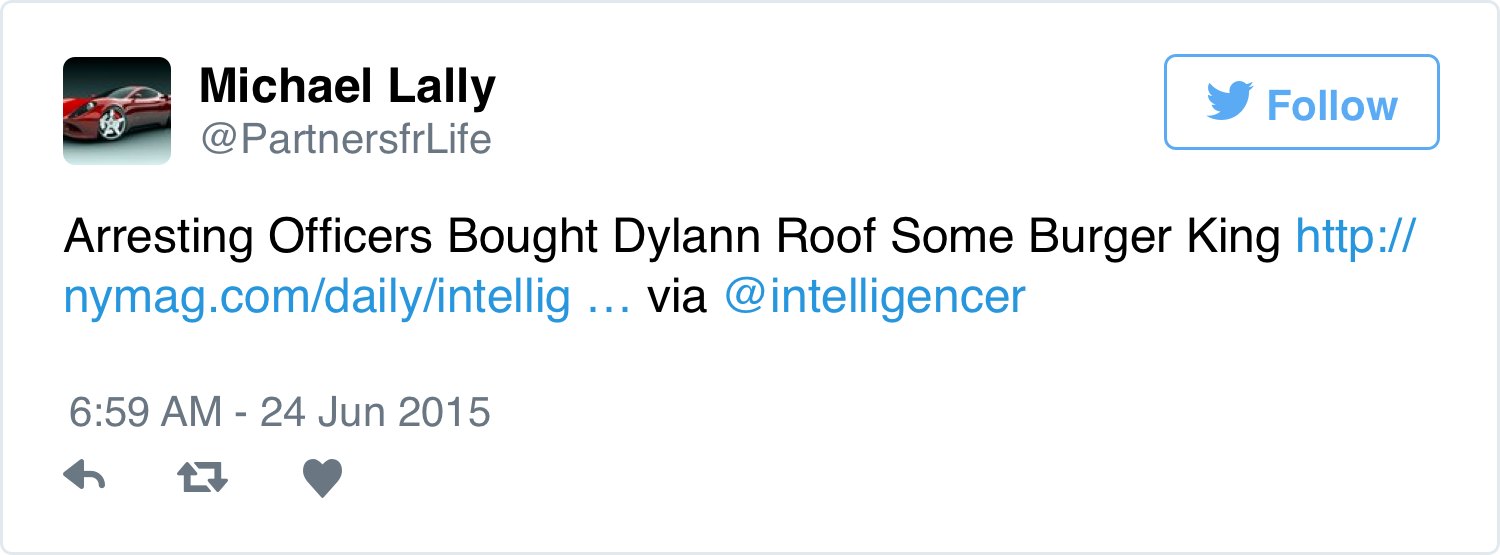 Michael Lally
@PartnersfrLife
Follow
Arresting Officers Bought Dylann Roof Some Burger King http://
nymag.com/daily/intellig … via @intelligencer
6:59 AM - 24 Jun 2015